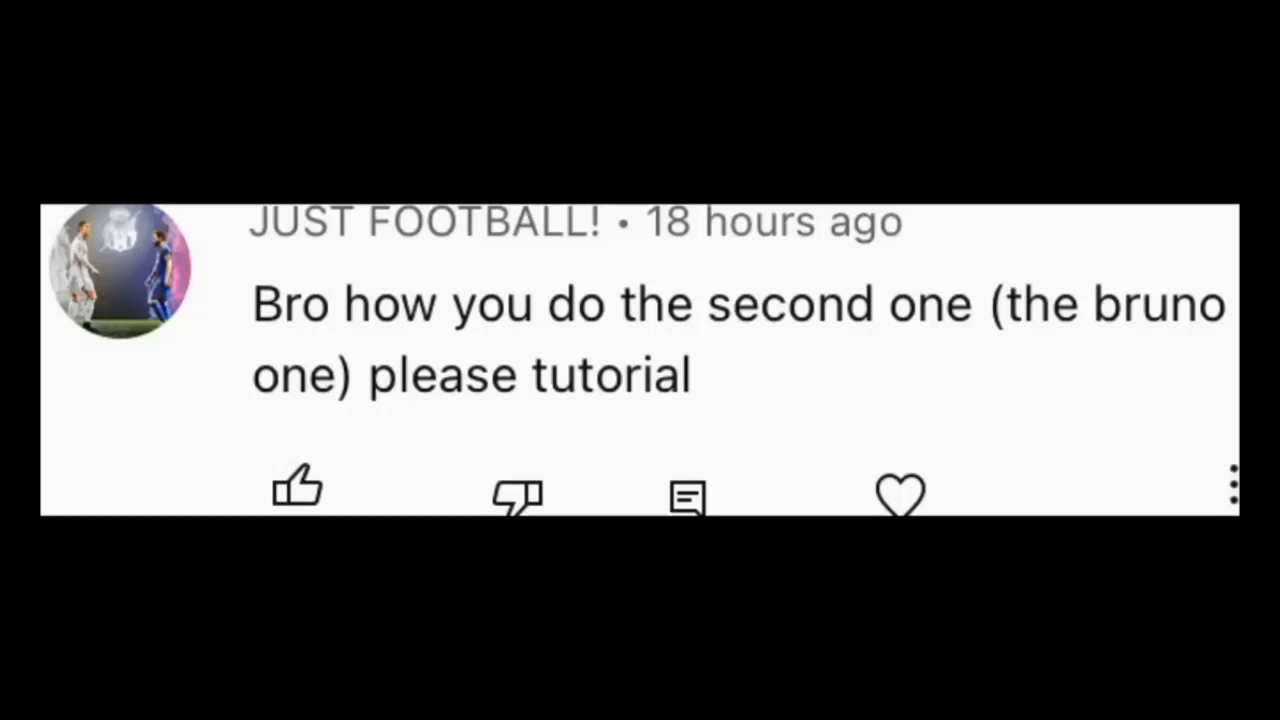 JUST FOOTBALL! • 18 hours ago
Bro how you do the second one (the bruno
one) please tutorial